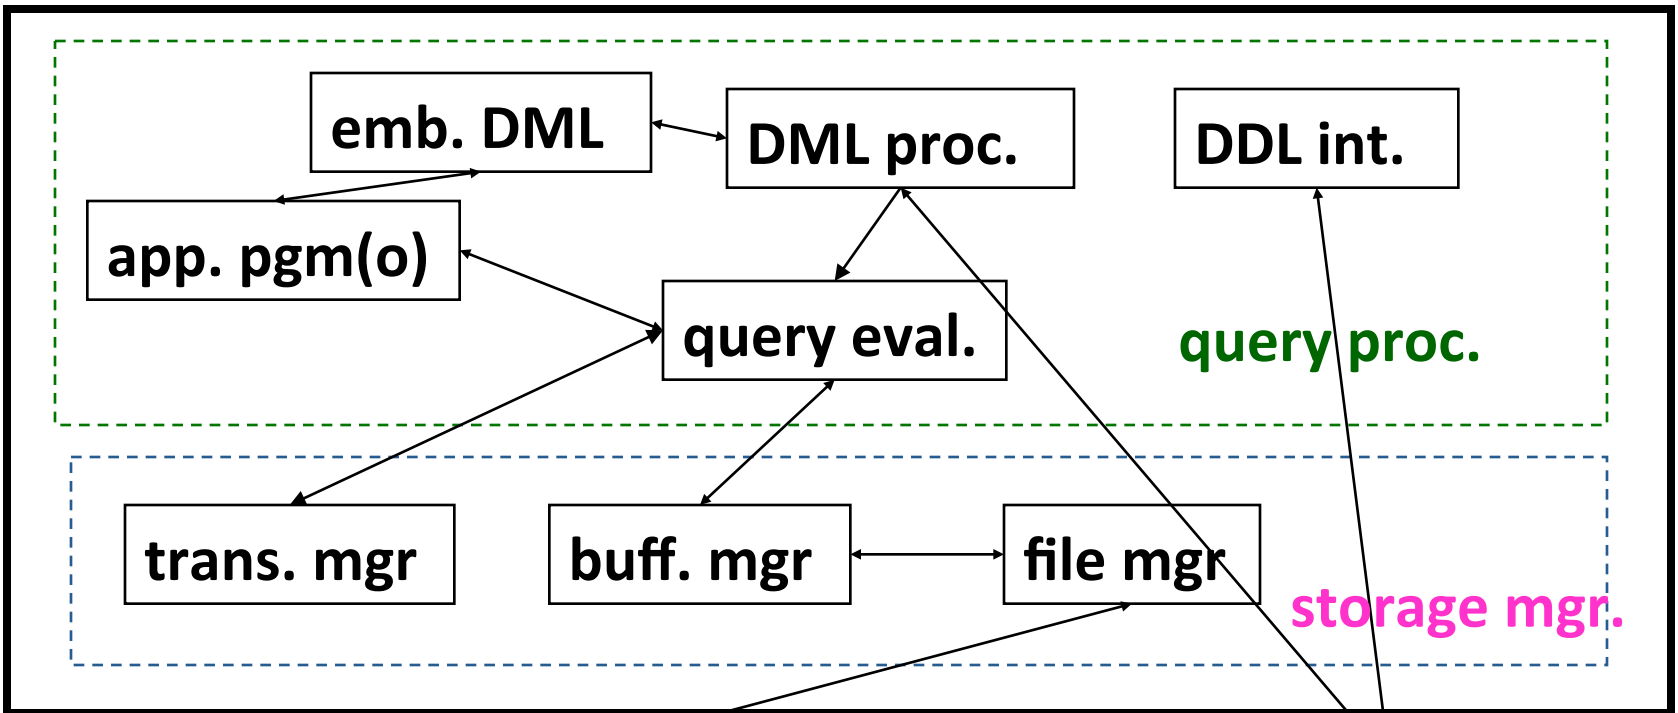 emb. DML
DML proc.
DDL int.
app. pgm(o)
query eval.
query proc.
trans. mgr
buff. mgr
file mgr
storage mgr.